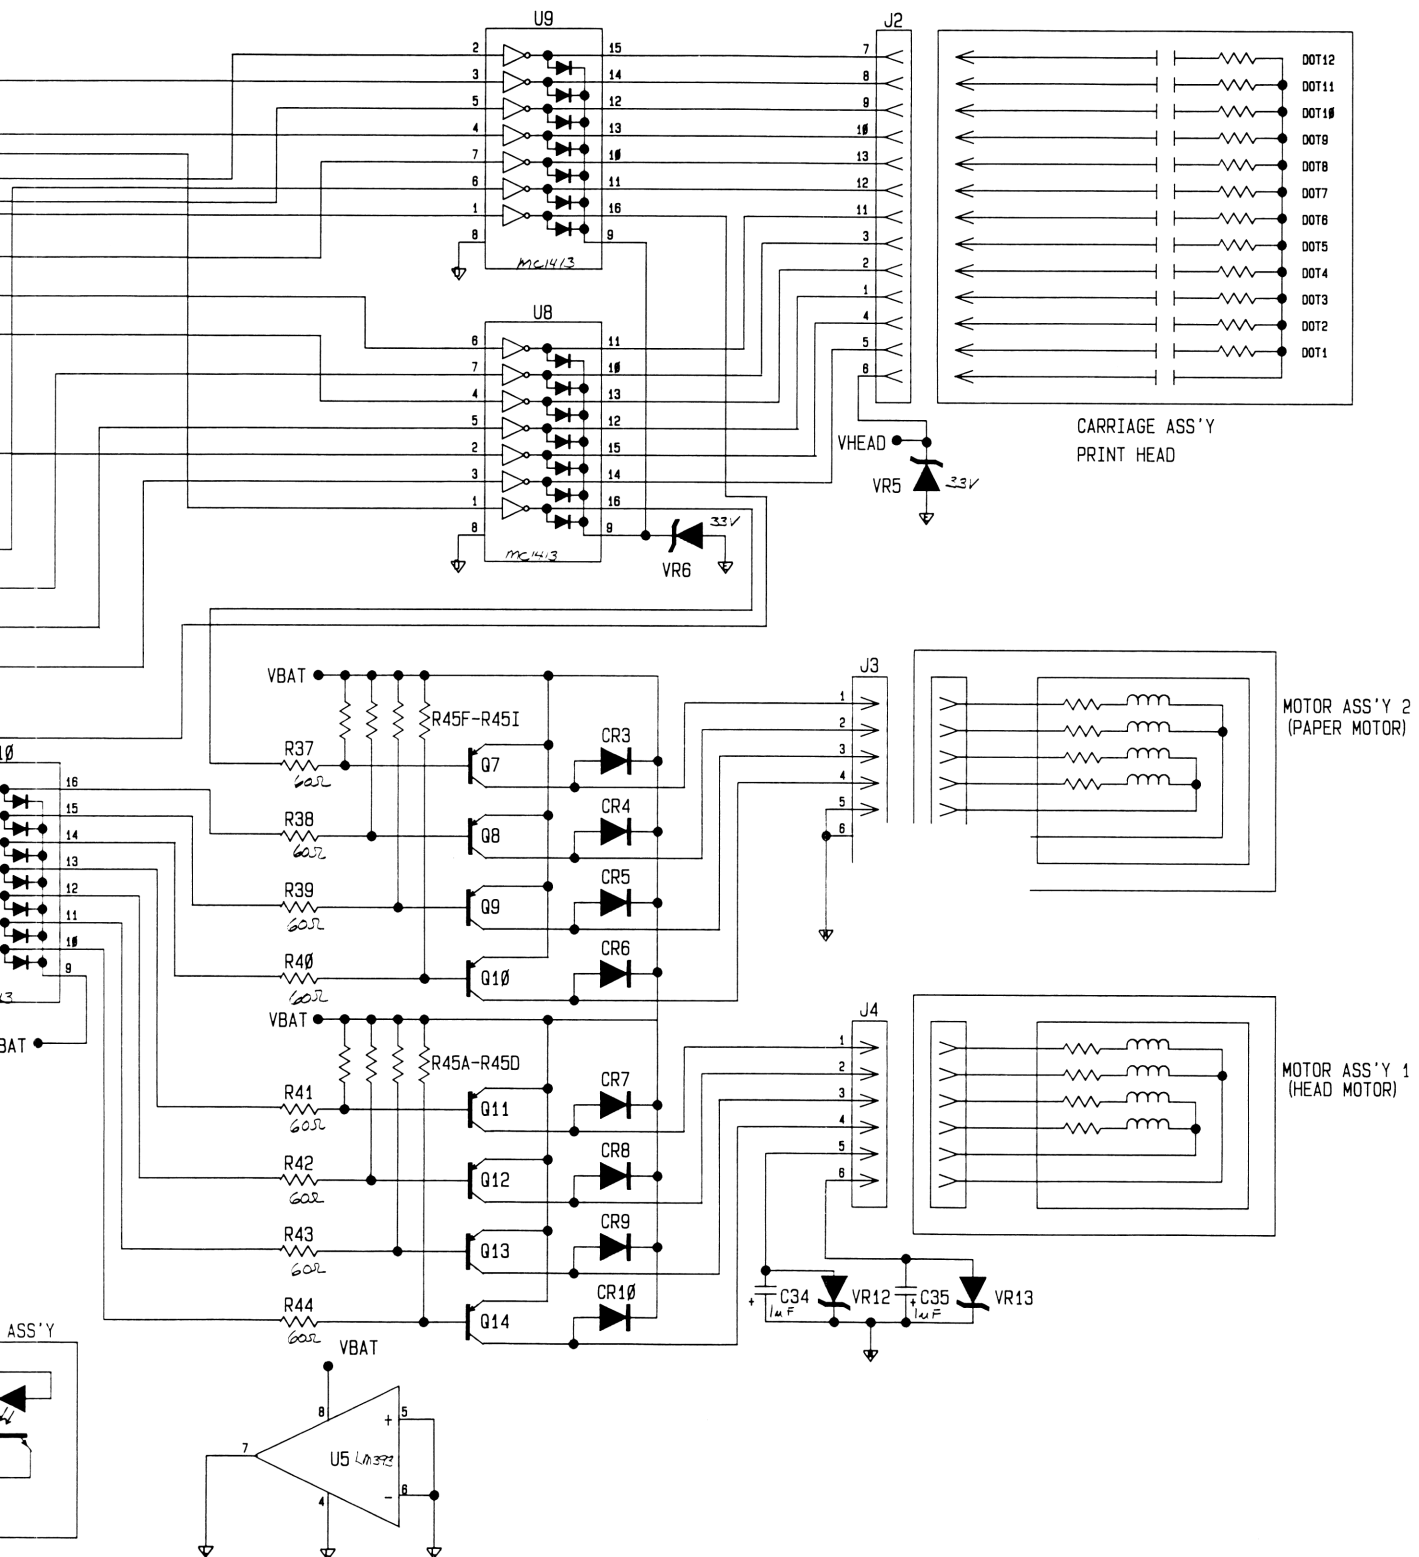 U9
2 15
3 14
5 12
4 13
7 10
6 11
1 16
8 9
MC1413
U8
6 11
7 10
4 13
5 12
2 15
3 14
1 16
8 9
MC1413
33V
VR6
J2
7
8
9
10
13
12
11
3
2
1
4
5
6
DOT12
DOT11
DOT10
DOT9
DOT8
DOT7
DOT6
DOT5
DOT4
DOT3
DOT2
DOT1
CARRIAGE ASS'Y
PRINT HEAD
VHEAD
VR5 33V
VBAT
R45F-R45I
R37
60Ω
Q7
CR3
R38
60Ω
Q8
CR4
R39
60Ω
Q9
CR5
R40
60Ω
Q10
CR6
J3
1
2
3
4
5
6
MOTOR ASS'Y 2
(PAPER MOTOR)
16
15
14
13
12
11
10
9
VBAT
R45A-R45D
R41
60Ω
Q11
CR7
R42
60Ω
Q12
CR8
R43
60Ω
Q13
CR9
R44
60Ω
Q14
CR10
J4
1
2
3
4
5
6
MOTOR ASS'Y 1
(HEAD MOTOR)
+ C34
1uF
VR12
+ C35
1uF
VR13
ASS'Y
VBAT
8
+ 5
7
U5 LM393
4
- 6